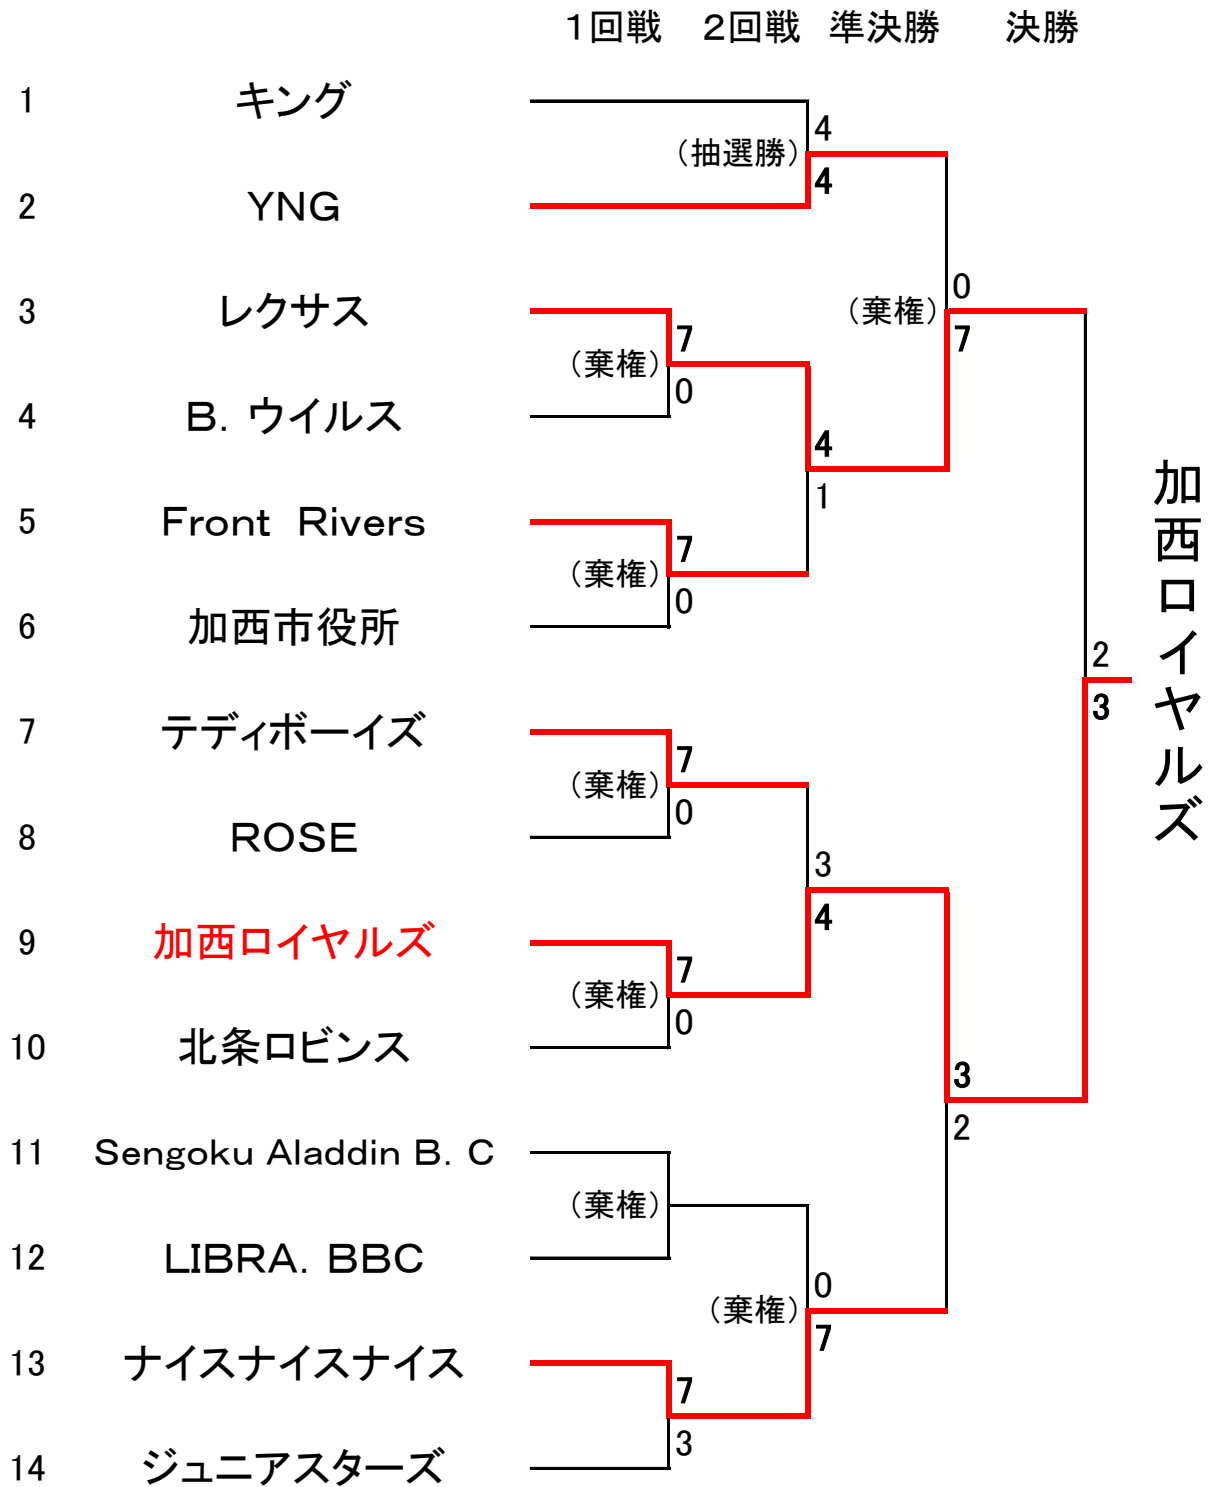 １回戦 ２回戦 準決勝 決勝
1 キング
4
（抽選勝）
4
2 YNG
0
3 レクサス
（棄権）
7
7
（棄権）
0
4 B．ウイルス
4
1
5 Front Rivers
7
（棄権）
0
6 加西市役所
2
3
加西ロイヤルズ
7 テディボーイズ
7
（棄権）
0
8 ROSE
3
4
9 加西ロイヤルズ
7
（棄権）
0
10 北条ロビンス
3
2
11 Sengoku Aladdin B．C
（棄権）
12 LIBRA．BBC
0
（棄権）
7
13 ナイスナイスナイス
7
3
14 ジュニアスターズ